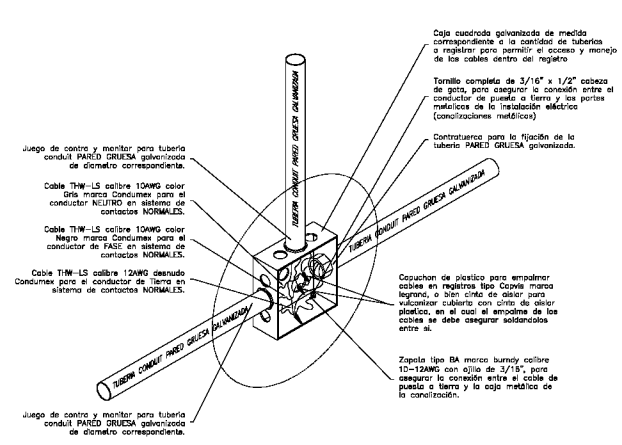 Caja cuadrada galvanizada de medida
correspondiente a la cantidad de tuberias
a registrar para permitir el acceso y manejo
de los cables dentro del registro
Tornillo completo de 3/16" x 1/2" cabeza
de gota, para asegurar la conexión entre el
conductor de puesta a tierra y las partes
metalicas de la instalación eléctrica
(canalizaciones metálicas)
Contratuerca para la fijación de la
tuberia PARED GRUESA galvanizada.
Juego de contra y monitor para tuberia
conduit PARED GRUESA galvanizada
de diametro correspondiente.
Cable THW-LS calibre 10AWG color
Gris marca Condumex para el
conductor NEUTRO en sistema de
contactos NORMALES.
Cable THW-LS calibre 10AWG color
Negro marca Condumex para el
conductor de FASE en sistema de
contactos NORMALES.
Cable THW-LS calibre 12AWG desnudo
Condumex para el conductor de Tierra en
sistema de contactos NORMALES.
TUBERIA CONDUIT PARED GRUESA GALVANIZADA
TUBERIA CONDUIT PARED GRUESA GALVANIZADA
TUBERIA CONDUIT PARED GRUESA GALVANIZADA
Capuchon de plastico para empalmar
cables en registros tipo Capvis marca
legrand, o bien cinta de aislar para
vulcanizar cubierta con cinta de aislar
plastica, en el cual el empalme de los
cables se debe asegurar soldandolos
entre si.
Zapata tipo BA marca burndy calibre
10-12AWG con ojillo de 3/16", para
asegurar la conexión entre el cable de
puesta a tierra y la caja metálica de
la canalización.
Juego de contra y monitor para tuberia
conduit PARED GRUESA galvanizada
de diametro correspondiente.